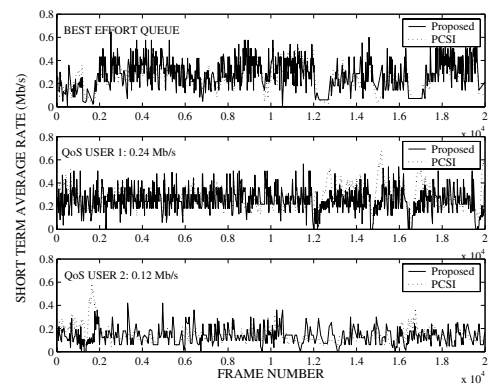 SHORT TERM AVERAGE RATE (Mb/s)
BEST EFFORT QUEUE
Proposed
PCSI
0.8
0.6
0.4
0.2
0
0 0.2 0.4 0.6 0.8 1 1.2 1.4 1.6 1.8 2
x 10^4
QoS USER 1: 0.24 Mb/s
Proposed
PCSI
0.8
0.6
0.4
0.2
0
0 0.2 0.4 0.6 0.8 1 1.2 1.4 1.6 1.8 2
x 10^4
QoS USER 2: 0.12 Mb/s
Proposed
PCSI
0.8
0.6
0.4
0.2
0
0 0.2 0.4 0.6 0.8 1 1.2 1.4 1.6 1.8 2
FRAME NUMBER
x 10^4